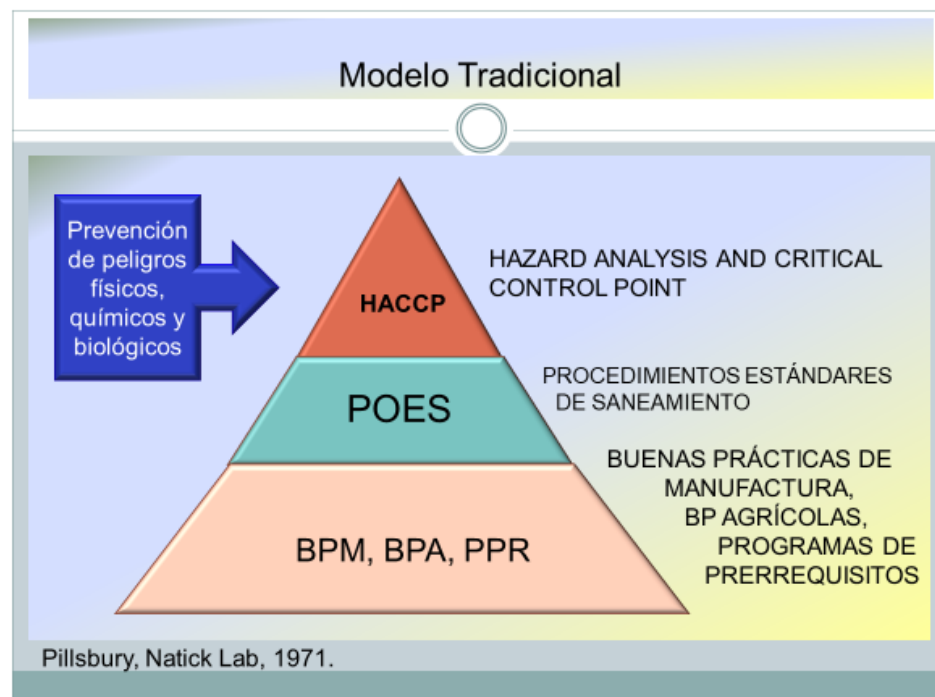 Modelo Tradicional
Prevención
de peligros
físicos,
químicos y
biológicos
HACCP
HAZARD ANALYSIS AND CRITICAL
CONTROL POINT
POES
PROCEDIMIENTOS ESTÁNDARES
DE SANEAMIENTO
BPM, BPA, PPR
BUENAS PRÁCTICAS DE
MANUFACTURA,
BP AGRÍCOLAS,
PROGRAMAS DE
PRERREQUISITOS
Pillsbury, Natick Lab, 1971.